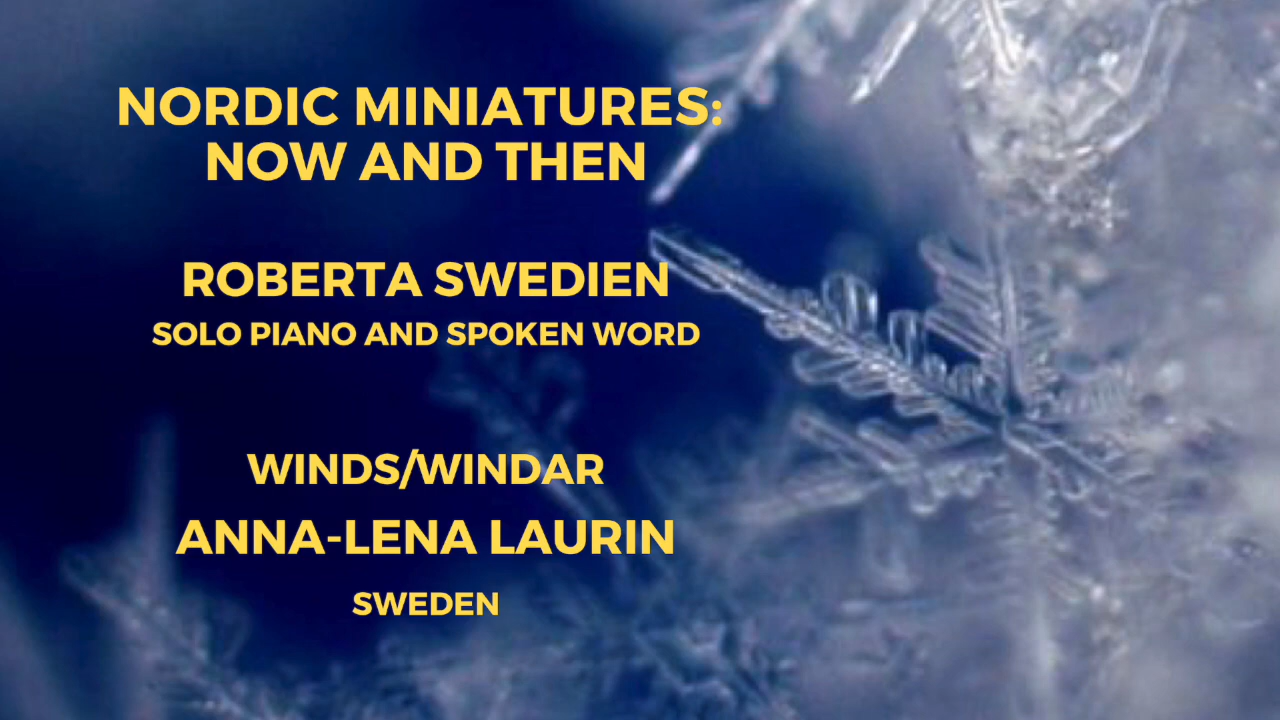 NORDIC MINIATURES:
NOW AND THEN
ROBERTA SWEDIEN
SOLO PIANO AND SPOKEN WORD
WINDS/WINDAR
ANNA-LENA LAURIN
SWEDEN